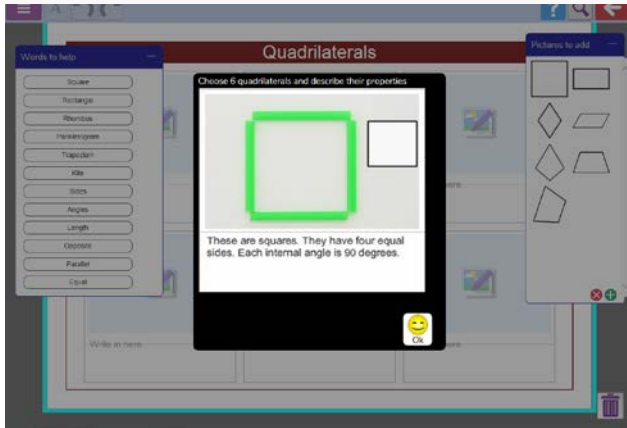 Quadrilaterals
Words to help
Square
Rectangle
Rhombus
Parallelogram
Trapezium
Kite
Sides
Angles
Length
Opposite
Parallel
Equal
Choose 6 quadrilaterals and describe their properties
These are squares. They have four equal
sides. Each internal angle is 90 degrees.
Ok
Pictures to add
Write in here
here
here